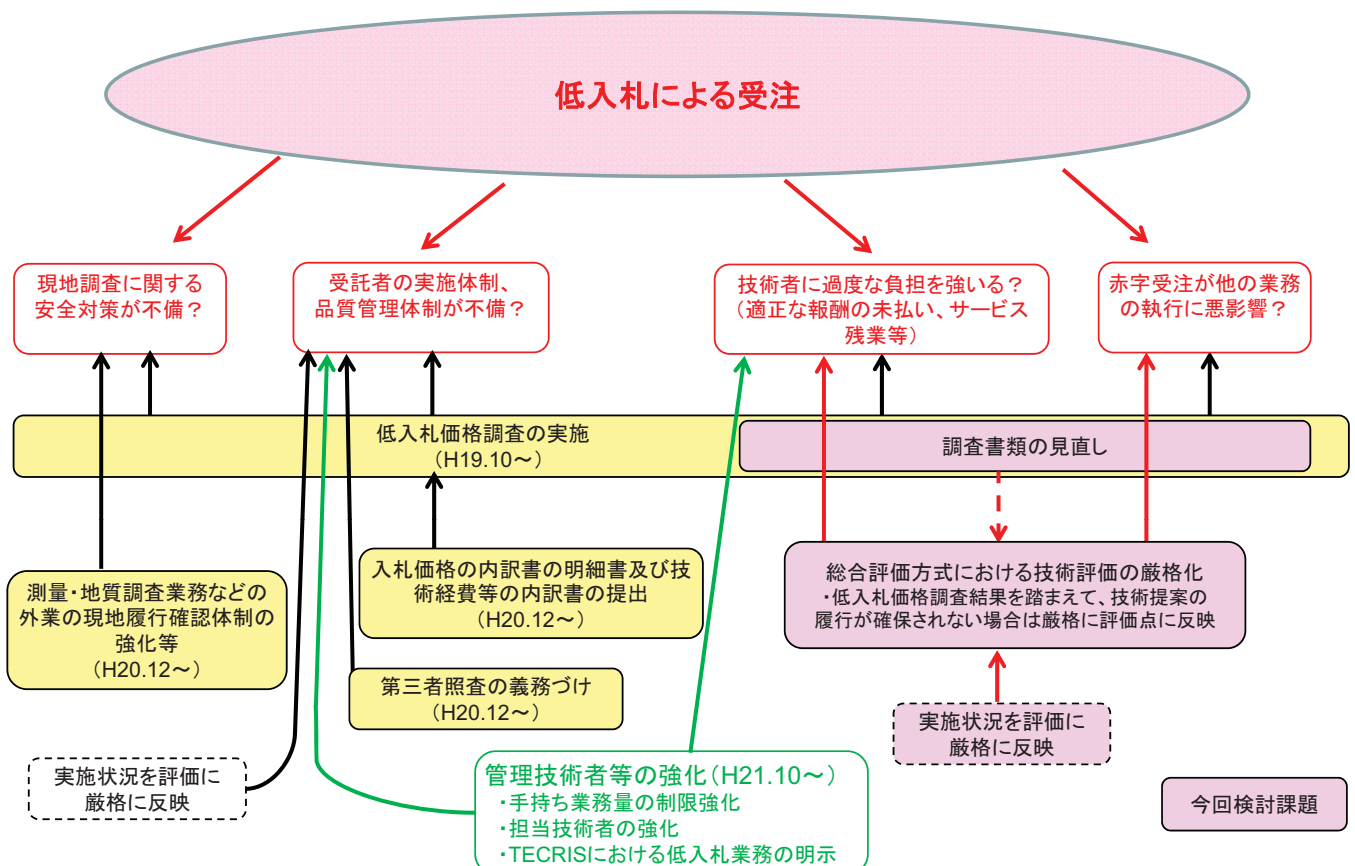 低入札による受注
現地調査に関する
安全対策が不備？
受託者の実施体制、
品質管理体制が不備？
技術者に過度な負担を強いる？
（適正な報酬の未払い、サービス
残業等）
赤字受注が他の業務
の執行に悪影響？
低入札価格調査の実施
（H19.10～）
調査書類の見直し
測量・地質調査業務などの
外業の現地履行確認体制の
強化等
（H20.12～）
入札価格の内訳書の明細書及び技
術経費等の内訳書の提出
（H20.12～）
総合評価方式における技術評価の厳格化
・低入札価格調査結果を踏まえて、技術提案の
履行が確保されない場合は厳格に評価点に反映
第三者照査の義務づけ
（H20.12～）
実施状況を評価に
厳格に反映
実施状況を評価に
厳格に反映
管理技術者等の強化（H21.10～）
・手持ち業務量の制限強化
・担当技術者の強化
・TECRISにおける低入札業務の明示
今回検討課題